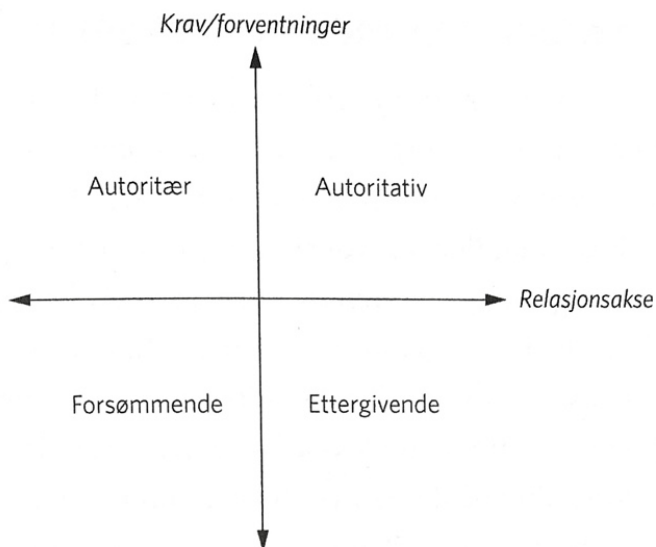 Krav/forventninger
Autoritær
Autoritativ
Relasjonsakse
Forsømmende
Ettergivende